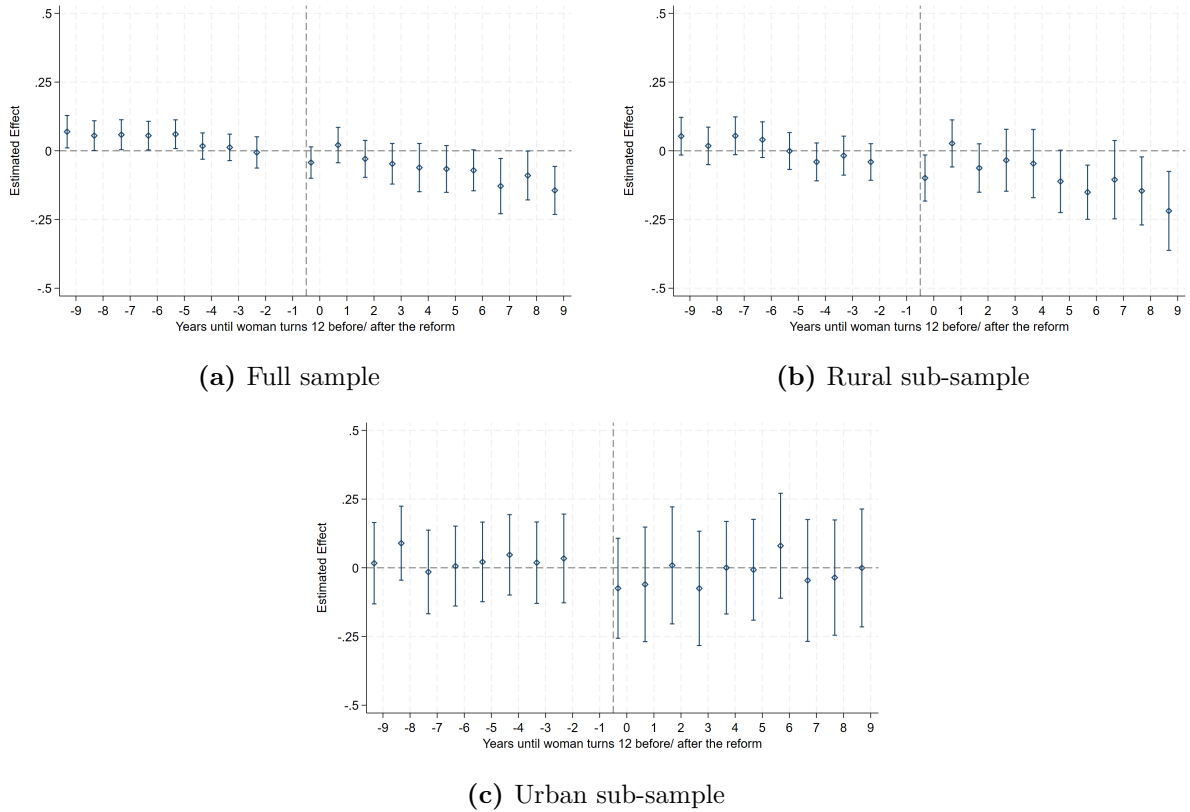 .5
.25
0
-.25
-.5
Estimated Effect
-9 -8 -7 -6 -5 -4 -3 -2 -1 0 1 2 3 4 5 6 7 8 9
Years until woman turns 12 before/ after the reform
(a) Full sample
.5
.25
0
-.25
-.5
Estimated Effect
-9 -8 -7 -6 -5 -4 -3 -2 -1 0 1 2 3 4 5 6 7 8 9
Years until woman turns 12 before/ after the reform
(b) Rural sub-sample
.5
.25
0
-.25
-.5
Estimated Effect
-9 -8 -7 -6 -5 -4 -3 -2 -1 0 1 2 3 4 5 6 7 8 9
Years until woman turns 12 before/ after the reform
(c) Urban sub-sample